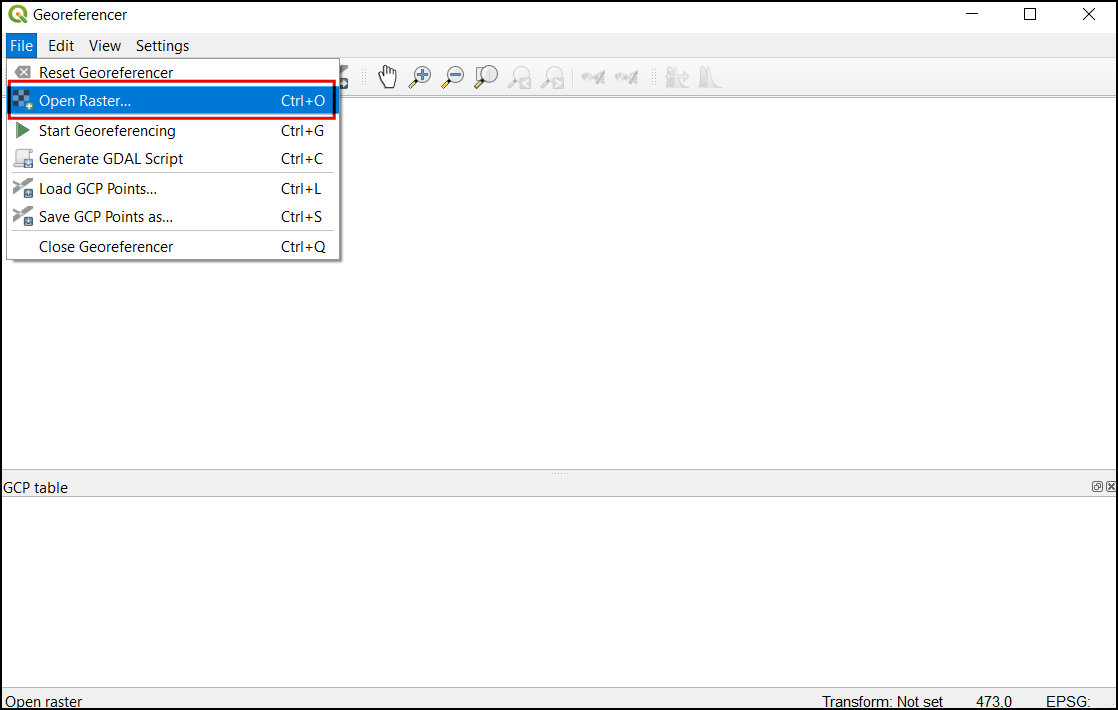 Georeferencer
File Edit View Settings
Reset Georeferencer
Open Raster... Ctrl+O
Start Georeferencing Ctrl+G
Generate GDAL Script Ctrl+C
Load GCP Points... Ctrl+L
Save GCP Points as... Ctrl+S
Close Georeferencer Ctrl+Q
GCP table
Open raster Transform: Not set 473.0 EPSG: